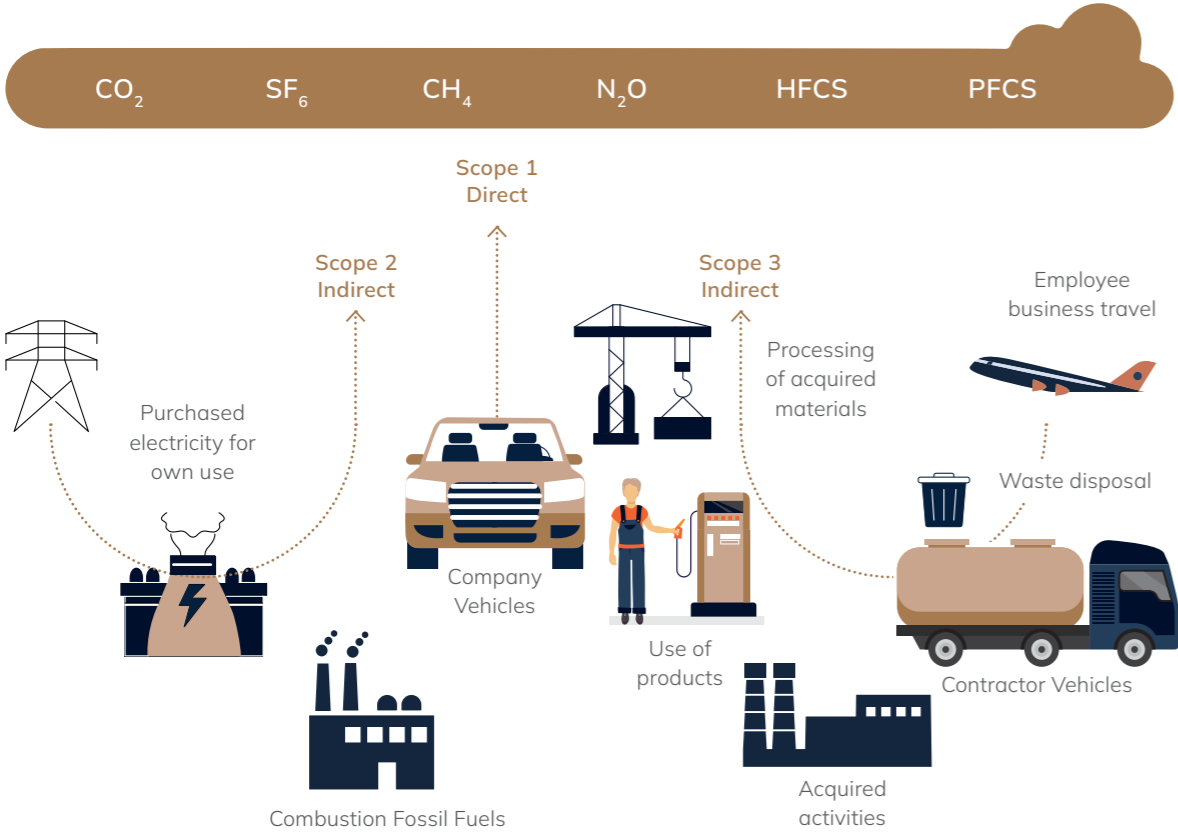 CO₂ SF₆ CH₄ N₂O HFCS PFCS
Scope 1
Direct
Scope 2
Indirect
Scope 3
Indirect
Employee
business travel
Processing
of acquired
materials
Purchased
electricity for
own use
Waste disposal
Company
Vehicles
Use of
products
Contractor Vehicles
Combustion Fossil Fuels
Acquired
activities